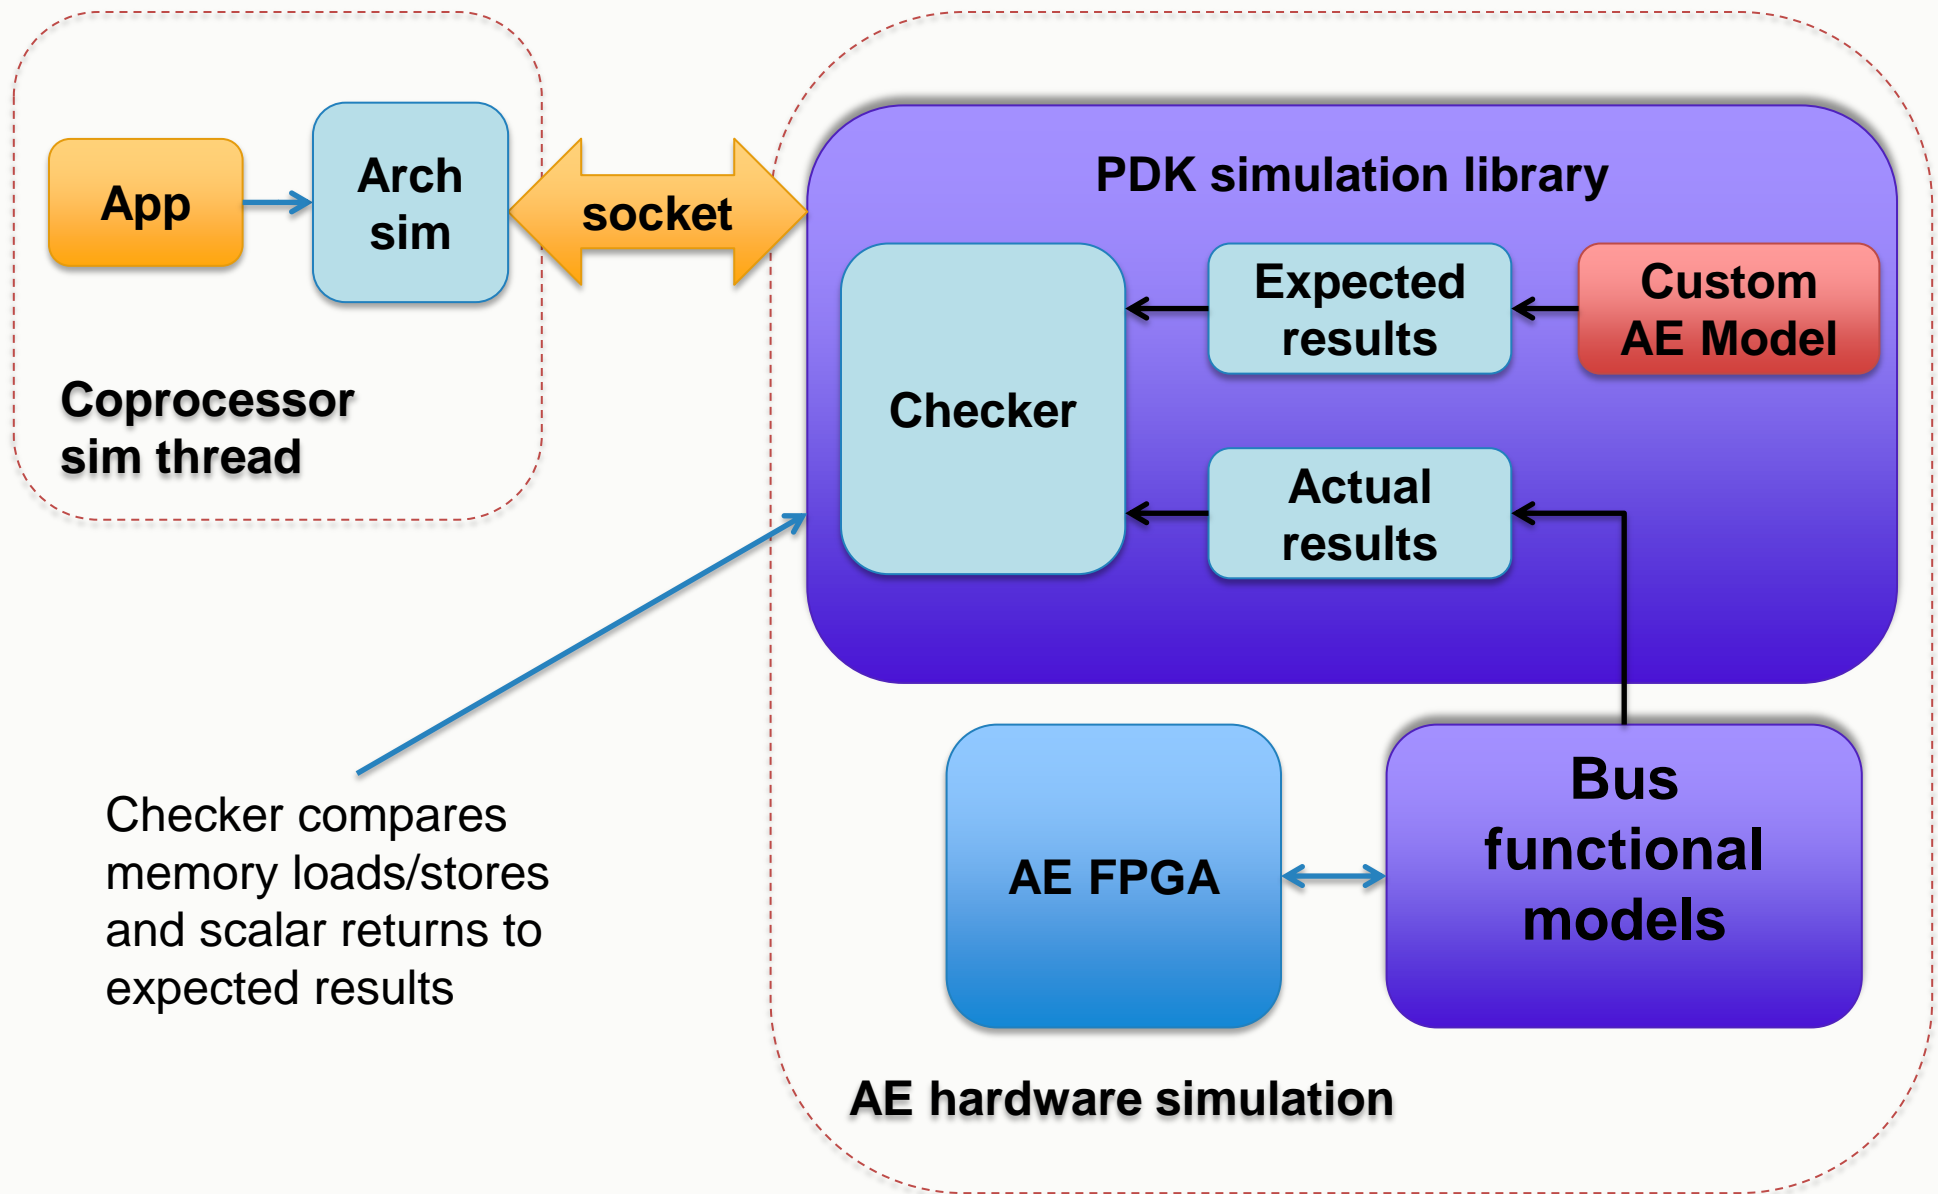 App
Arch
sim
socket
Coprocessor
sim thread
PDK simulation library
Checker
Expected
results
Custom
AE Model
Actual
results
Checker compares
memory loads/stores
and scalar returns to
expected results
AE FPGA
Bus
functional
models
AE hardware simulation